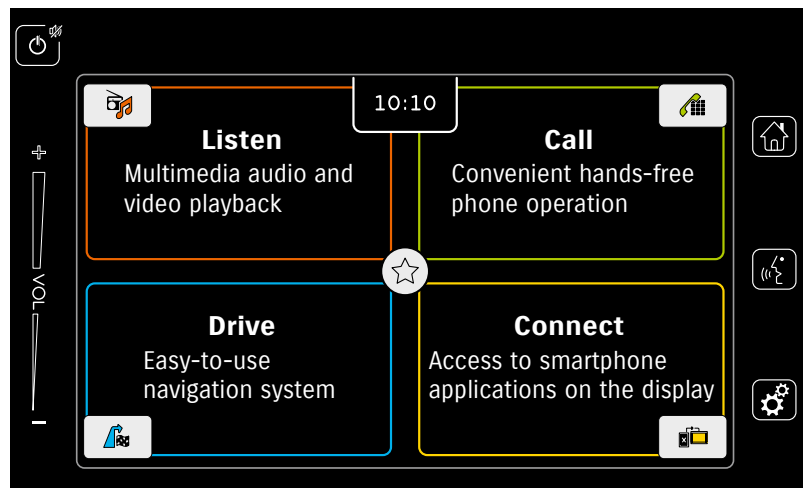 10:10
Listen
Multimedia audio and
video playback
Call
Convenient hands-free
phone operation
VOL
Drive
Easy-to-use
navigation system
Connect
Access to smartphone
applications on the display